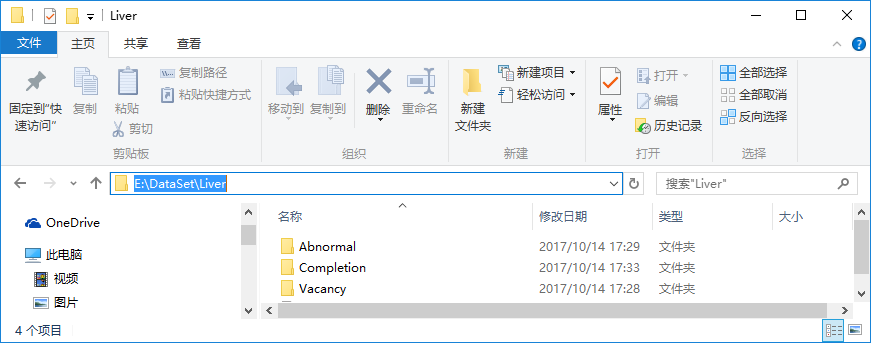 Liver
文件 主页 共享 查看
固定到"快速访问"
复制
粘贴
复制路径
粘贴快捷方式
剪切
剪贴板
移动到
复制到
删除
重命名
组织
新建文件夹
新建项目
轻松访问
新建
属性
打开
编辑
历史记录
打开
全部选择
全部取消
反向选择
选择
E:\DataSet\Liver
搜索"Liver"
OneDrive
此电脑
视频
图片
名称 修改日期 类型 大小
Abnormal 2017/10/14 17:29 文件夹
Completion 2017/10/14 17:33 文件夹
Vacancy 2017/10/14 17:28 文件夹
4 个项目